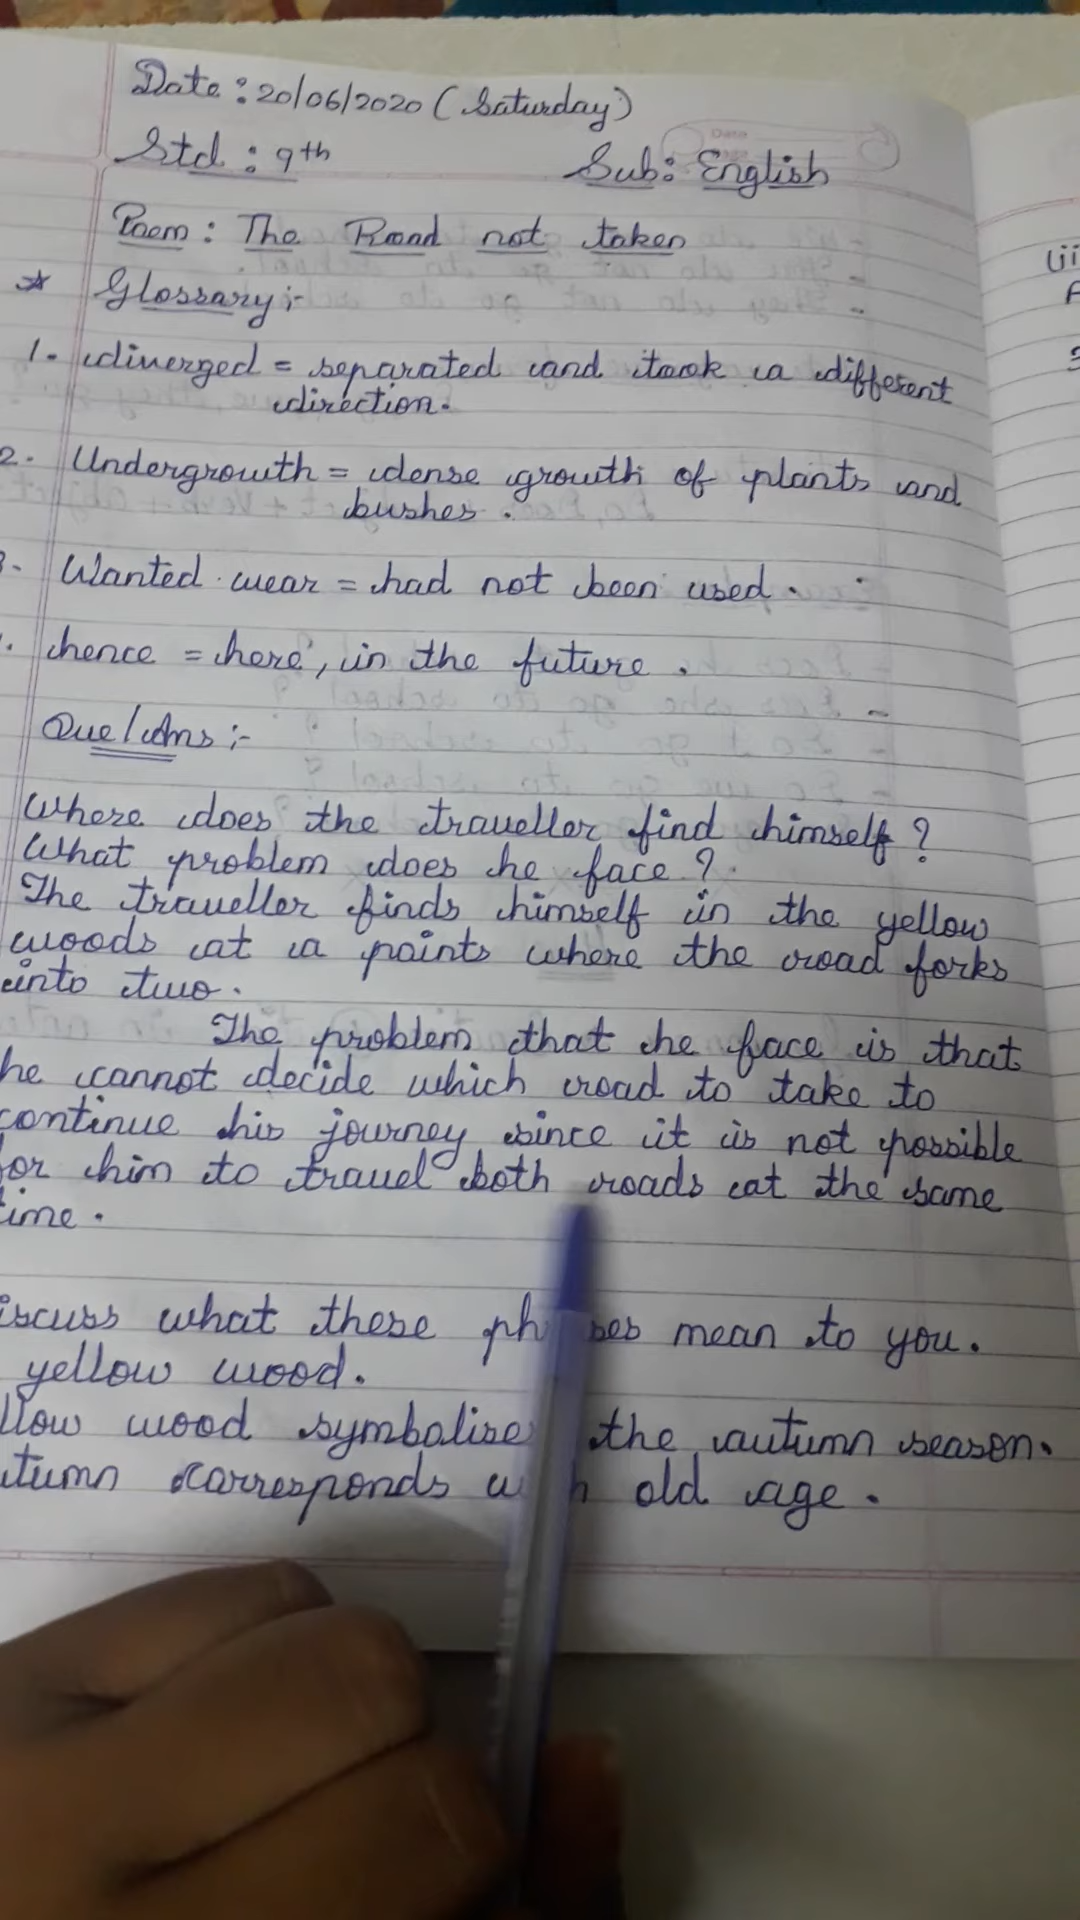 Date : 20/06/2020 ( Saturday )
Std : 9th Sub : English
Poem : The Road not taken
* Glossary :-
1. diverged = separated and took a different
direction.
2. Undergrowth = dense growth of plants and
bushes .
3. Wanted wear = had not been used .
. hence = here, in the future .
Que/Ans :-
Where does the traveller find himself ?
What problem does he face ?
The traveller finds himself in the yellow
woods at a points where the road forks
into two .
The problem that he face is that
he cannot decide which road to take to
continue his journey since it is not possible
for him to travel both roads at the same
time .
iscuss what these ph ses mean to you .
yellow wood .
llow wood symbolise the autumn season .
tumn corresponds w h old age .